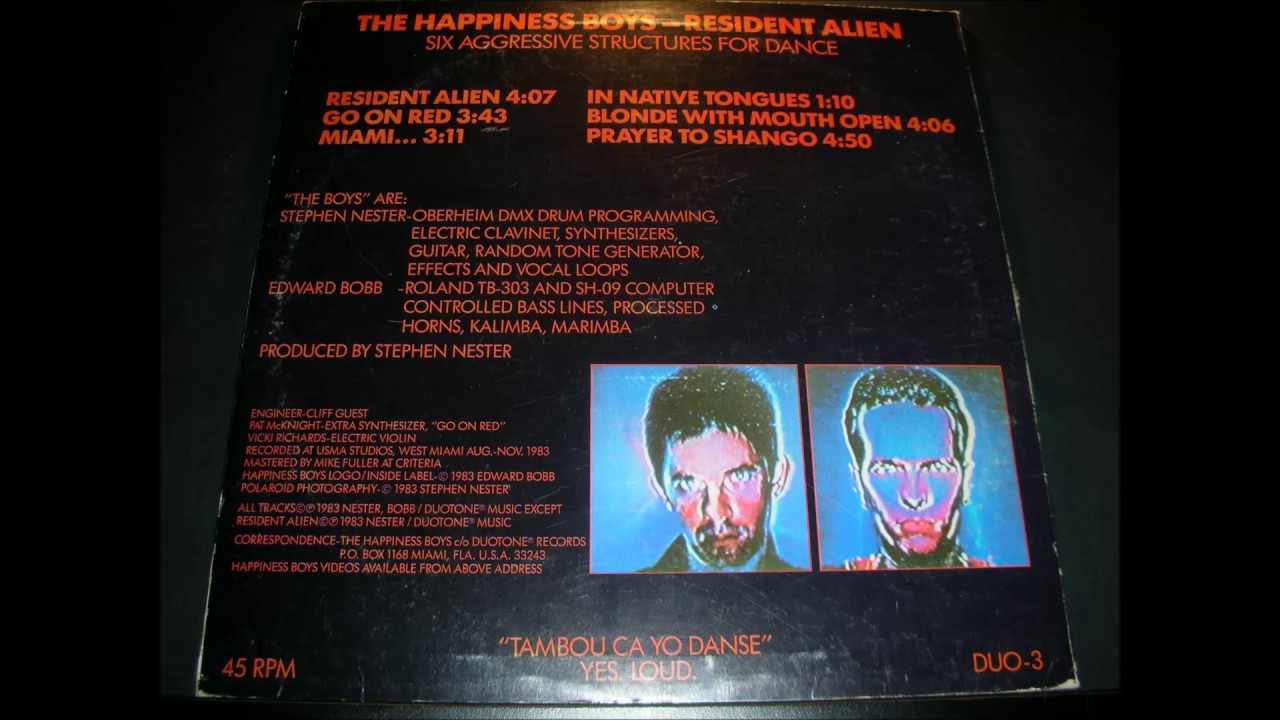 THE HAPPINESS BOYS—RESIDENT ALIEN
SIX AGGRESSIVE STRUCTURES FOR DANCE
RESIDENT ALIEN 4:07
GO ON RED 3:43
MIAMI... 3:11
IN NATIVE TONGUES 1:10
BLONDE WITH MOUTH OPEN 4:06
PRAYER TO SHANGO 4:50
"THE BOYS" ARE:
STEPHEN NESTER-OBERHEIM DMX DRUM PROGRAMMING,
ELECTRIC CLAVINET, SYNTHESIZERS,
GUITAR, RANDOM TONE GENERATOR,
EFFECTS AND VOCAL LOOPS
EDWARD BOBB -ROLAND TB-303 AND SH-09 COMPUTER
CONTROLLED BASS LINES, PROCESSED
HORNS, KALIMBA, MARIMBA
PRODUCED BY STEPHEN NESTER
ENGINEER-CLIFF GUEST
PAT McKNIGHT-EXTRA SYNTHESIZER, "GO ON RED"
VICKI RICHARDS-ELECTRIC VIOLIN
RECORDED AT USMA STUDIOS, WEST MIAMI AUG.-NOV. 1983
MASTERED BY MIKE FULLER AT CRITERIA
HAPPINESS BOYS LOGO/INSIDE LABEL-© 1983 EDWARD BOBB
POLAROID PHOTOGRAPHY-© 1983 STEPHEN NESTER
ALL TRACKS©℗1983 NESTER, BOBB / DUOTONE® MUSIC EXCEPT
RESIDENT ALIEN©℗1983 NESTER / DUOTONE® MUSIC
CORRESPONDENCE-THE HAPPINESS BOYS c/o DUOTONE® RECORDS
P.O. BOX 1168 MIAMI, FLA. U.S.A. 33243
HAPPINESS BOYS VIDEOS AVAILABLE FROM ABOVE ADDRESS
"TAMBOU CA YO DANSE"
YES. LOUD.
45 RPM
DUO-3